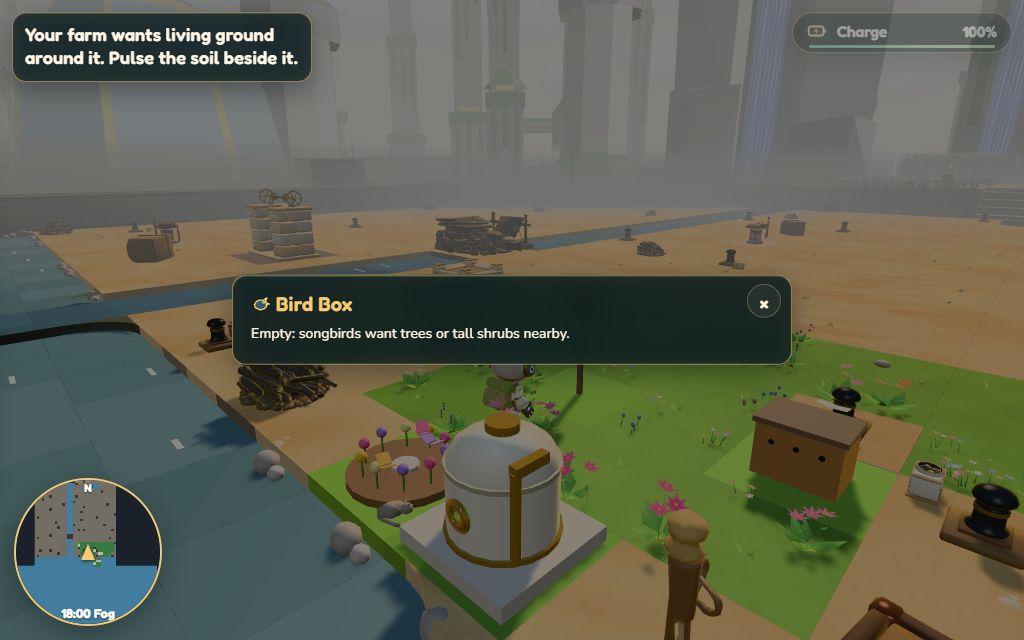 Your farm wants living ground
around it. Pulse the soil beside it.
Charge 100%
Bird Box
Empty: songbirds want trees or tall shrubs nearby.
N
18:00 Fog